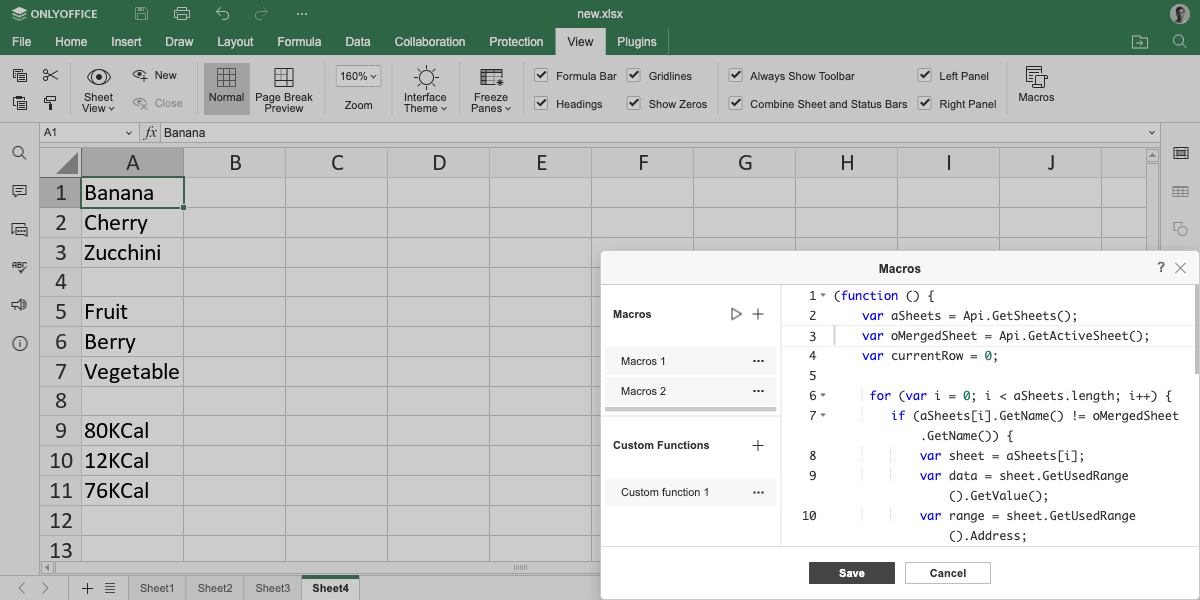 ONLYOFFICE
new.xlsx
File Home Insert Draw Layout Formula Data Collaboration Protection View Plugins
Sheet View
New
Close
Normal
Page Break Preview
160%
Zoom
Interface Theme
Freeze Panes
Formula Bar
Headings
Gridlines
Show Zeros
Always Show Toolbar
Combine Sheet and Status Bars
Left Panel
Right Panel
Macros
A1 fx Banana
A B C D E F G H I J
1 Banana
2 Cherry
3 Zucchini
4
5 Fruit
6 Berry
7 Vegetable
8
9 80KCal
10 12KCal
11 76KCal
12
13
ABC
Macros ?
Macros
Macros 1
Macros 2
Custom Functions
Custom function 1
1 (function () {
2 var aSheets = Api.GetSheets();
3 var oMergedSheet = Api.GetActiveSheet();
4 var currentRow = 0;
5
6 for (var i = 0; i < aSheets.length; i++) {
7 if (aSheets[i].GetName() != oMergedSheet
.GetName()) {
8 var sheet = aSheets[i];
9 var data = sheet.GetUsedRange
().GetValue();
10 var range = sheet.GetUsedRange
().Address;
Save Cancel
Sheet1 Sheet2 Sheet3 Sheet4